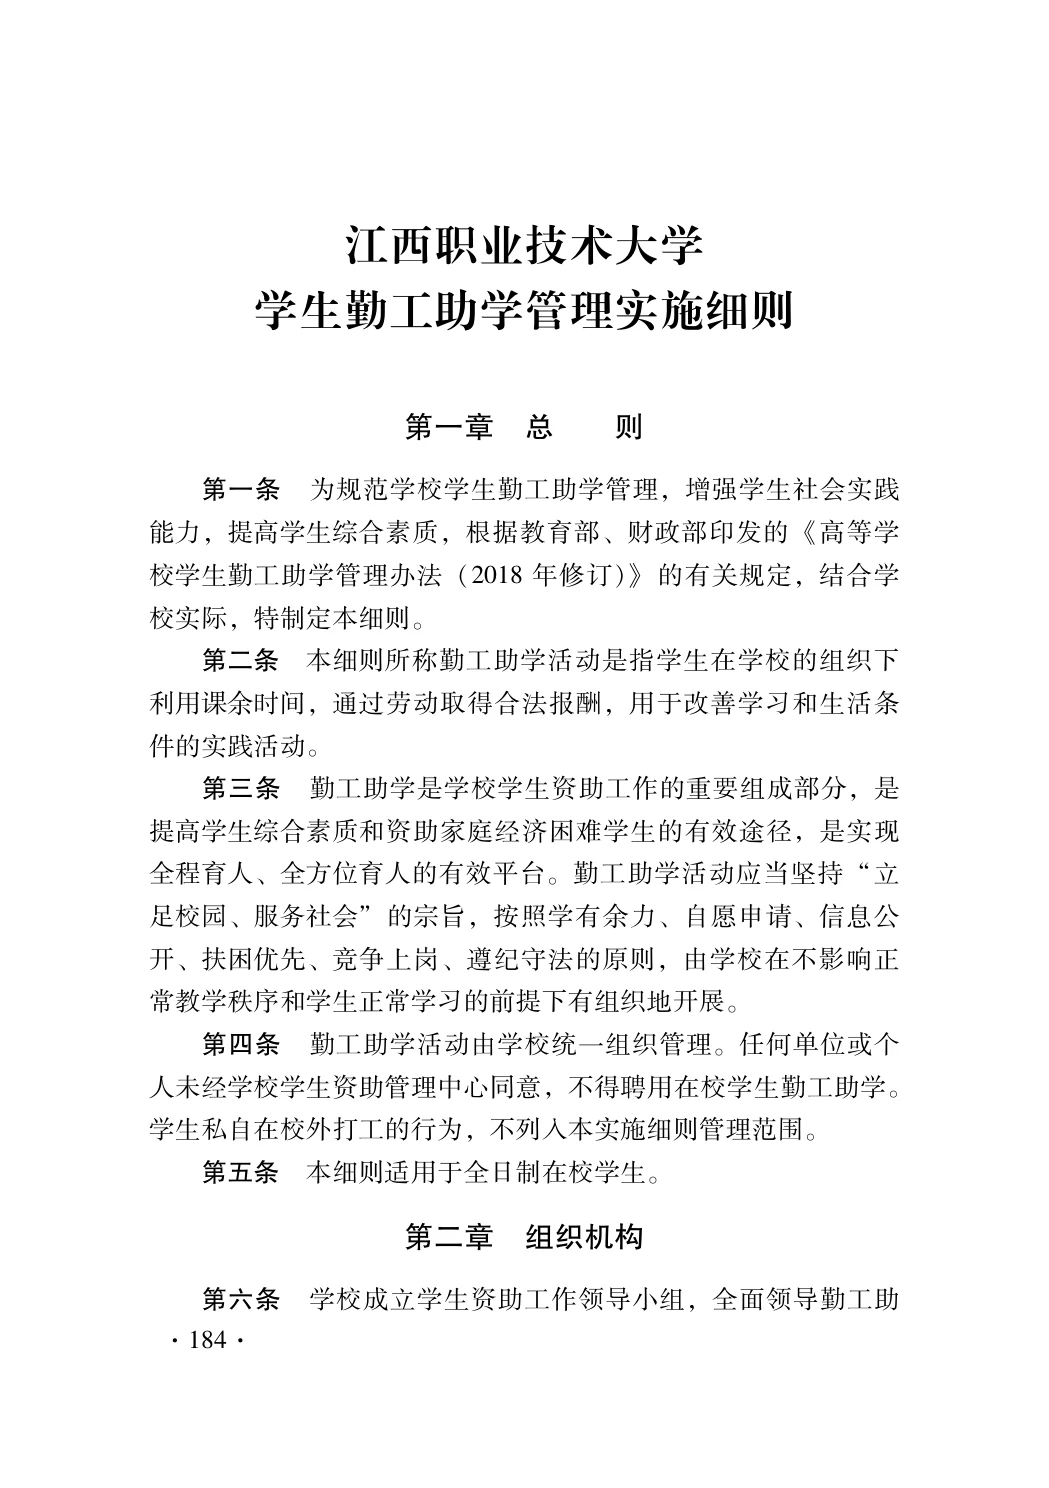 江西职业技术大学
学生勤工助学管理实施细则
第一章　总　　则
第一条　为规范学校学生勤工助学管理，增强学生社会实践
能力，提高学生综合素质，根据教育部、财政部印发的《高等学
校学生勤工助学管理办法（2018 年修订)》的有关规定，结合学
校实际，特制定本细则。
第二条　本细则所称勤工助学活动是指学生在学校的组织下
利用课余时间，通过劳动取得合法报酬，用于改善学习和生活条
件的实践活动。
第三条　勤工助学是学校学生资助工作的重要组成部分，是
提高学生综合素质和资助家庭经济困难学生的有效途径，是实现
全程育人、全方位育人的有效平台。勤工助学活动应当坚持“立
足校园、服务社会”的宗旨，按照学有余力、自愿申请、信息公
开、扶困优先、竞争上岗、遵纪守法的原则，由学校在不影响正
常教学秩序和学生正常学习的前提下有组织地开展。
第四条　勤工助学活动由学校统一组织管理。任何单位或个
人未经学校学生资助管理中心同意，不得聘用在校学生勤工助学。
学生私自在校外打工的行为，不列入本实施细则管理范围。
第五条　本细则适用于全日制在校学生。
第二章　组织机构
第六条　学校成立学生资助工作领导小组，全面领导勤工助
· 184 ·